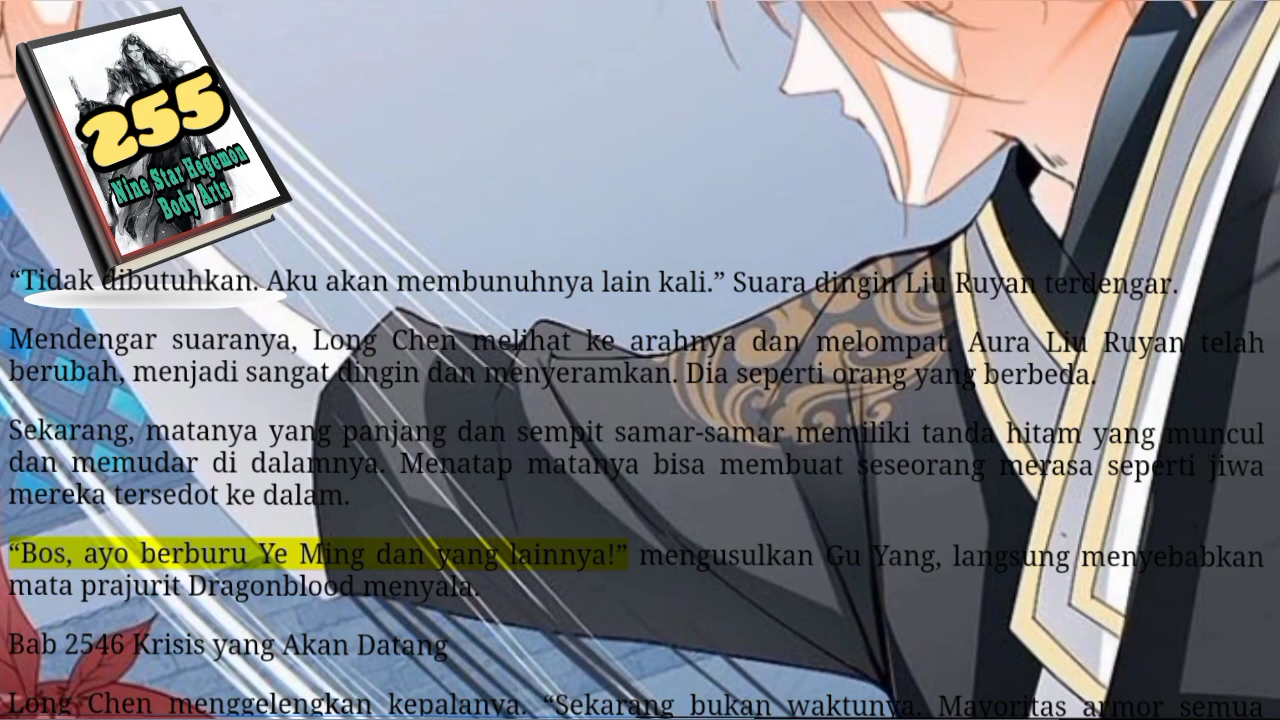 255
Nine Star Hegemon
Body Arts
“Tidak dibutuhkan. Aku akan membunuhnya lain kali.” Suara dingin Liu Ruyan terdengar.
Mendengar suaranya, Long Chen melihat ke arahnya dan melompat. Aura Liu Ruyan telah
berubah, menjadi sangat dingin dan menyeramkan. Dia seperti orang yang berbeda.
Sekarang, matanya yang panjang dan sempit samar-samar memiliki tanda hitam yang muncul
dan memudar di dalamnya. Menatap matanya bisa membuat seseorang merasa seperti jiwa
mereka tersedot ke dalam.
“Bos, ayo berburu Ye Ming dan yang lainnya!” mengusulkan Gu Yang, langsung menyebabkan
mata prajurit Dragonblood menyala.
Bab 2546 Krisis yang Akan Datang
Long Chen menggelengkan kepalanya. “Sekarang bukan waktunya. Mayoritas armor semua